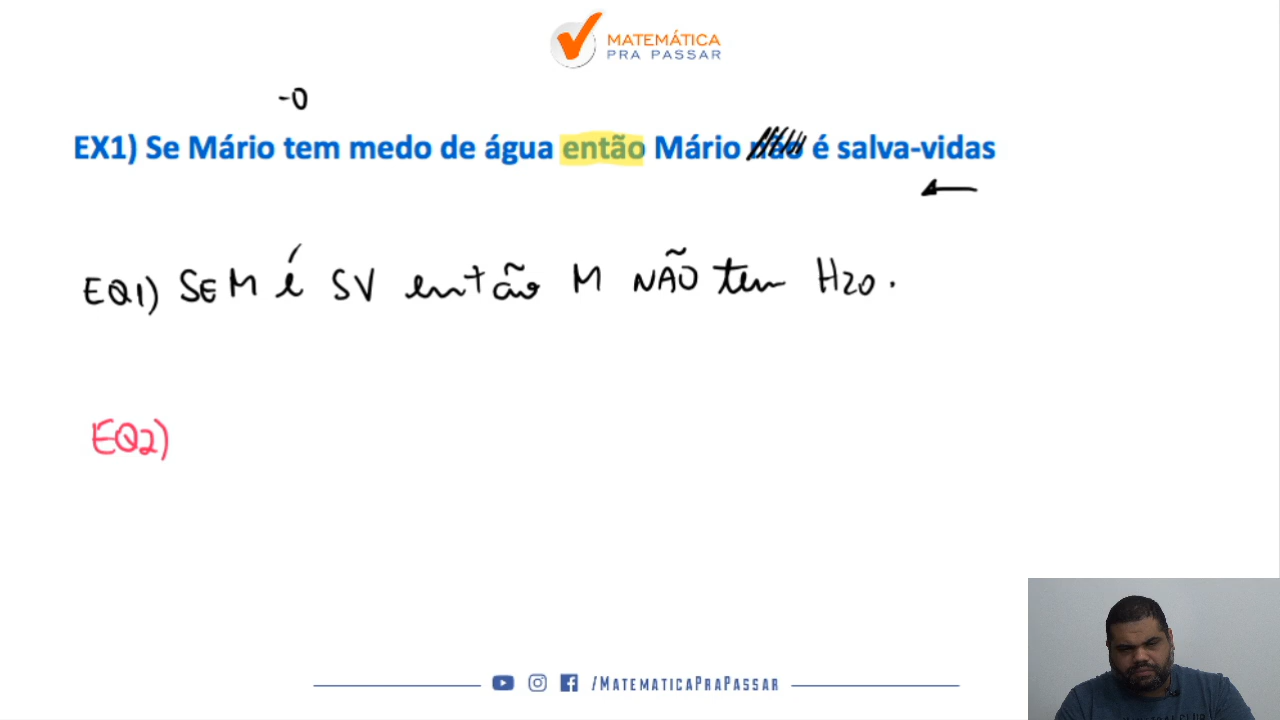 MATEMÁTICA
PRA PASSAR
~O
EX1) Se Mário tem medo de água então Mário não é salva-vidas
EQ1) SE M é SV então M NÃO tem H2O.
EQ2)
/MATEMATICAPRAPASSAR